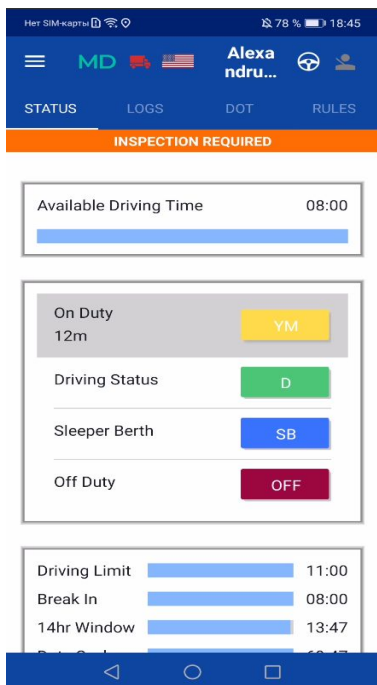 Нет SIM-карты 78 % 18:45
MD Alexa
ndru...
STATUS LOGS DOT RULES
INSPECTION REQUIRED
Available Driving Time 08:00
On Duty
12m YM
Driving Status D
Sleeper Berth SB
Off Duty OFF
Driving Limit 11:00
Break In 08:00
14hr Window 13:47